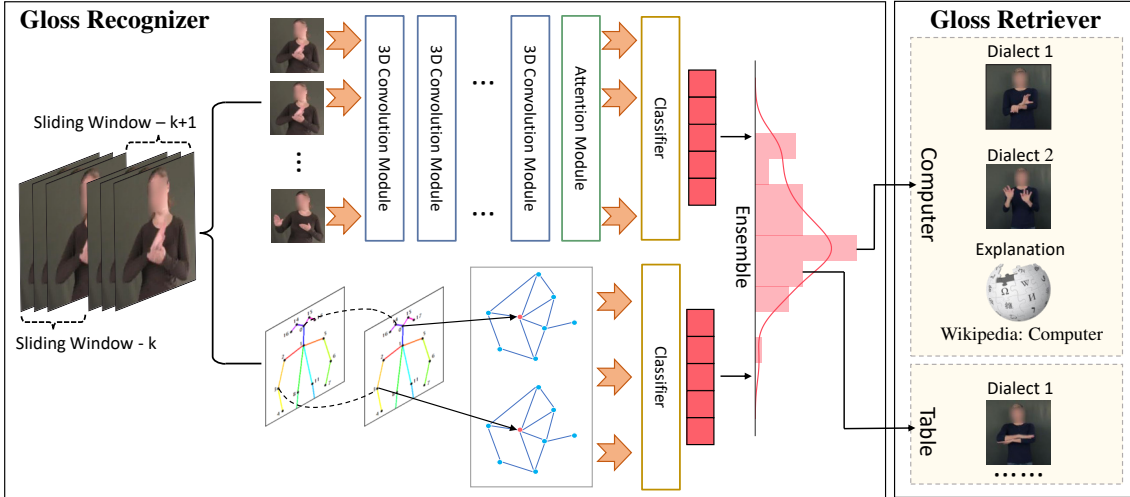 Gloss Recognizer
Sliding Window – k+1
Sliding Window - k
3D Convolution Module
3D Convolution Module
...
3D Convolution Module
...
Attention Module
Classifier
Classifier
Ensemble
Gloss Retriever
Computer
Dialect 1
Dialect 2
Explanation
Wikipedia: Computer
Table
Dialect 1
......